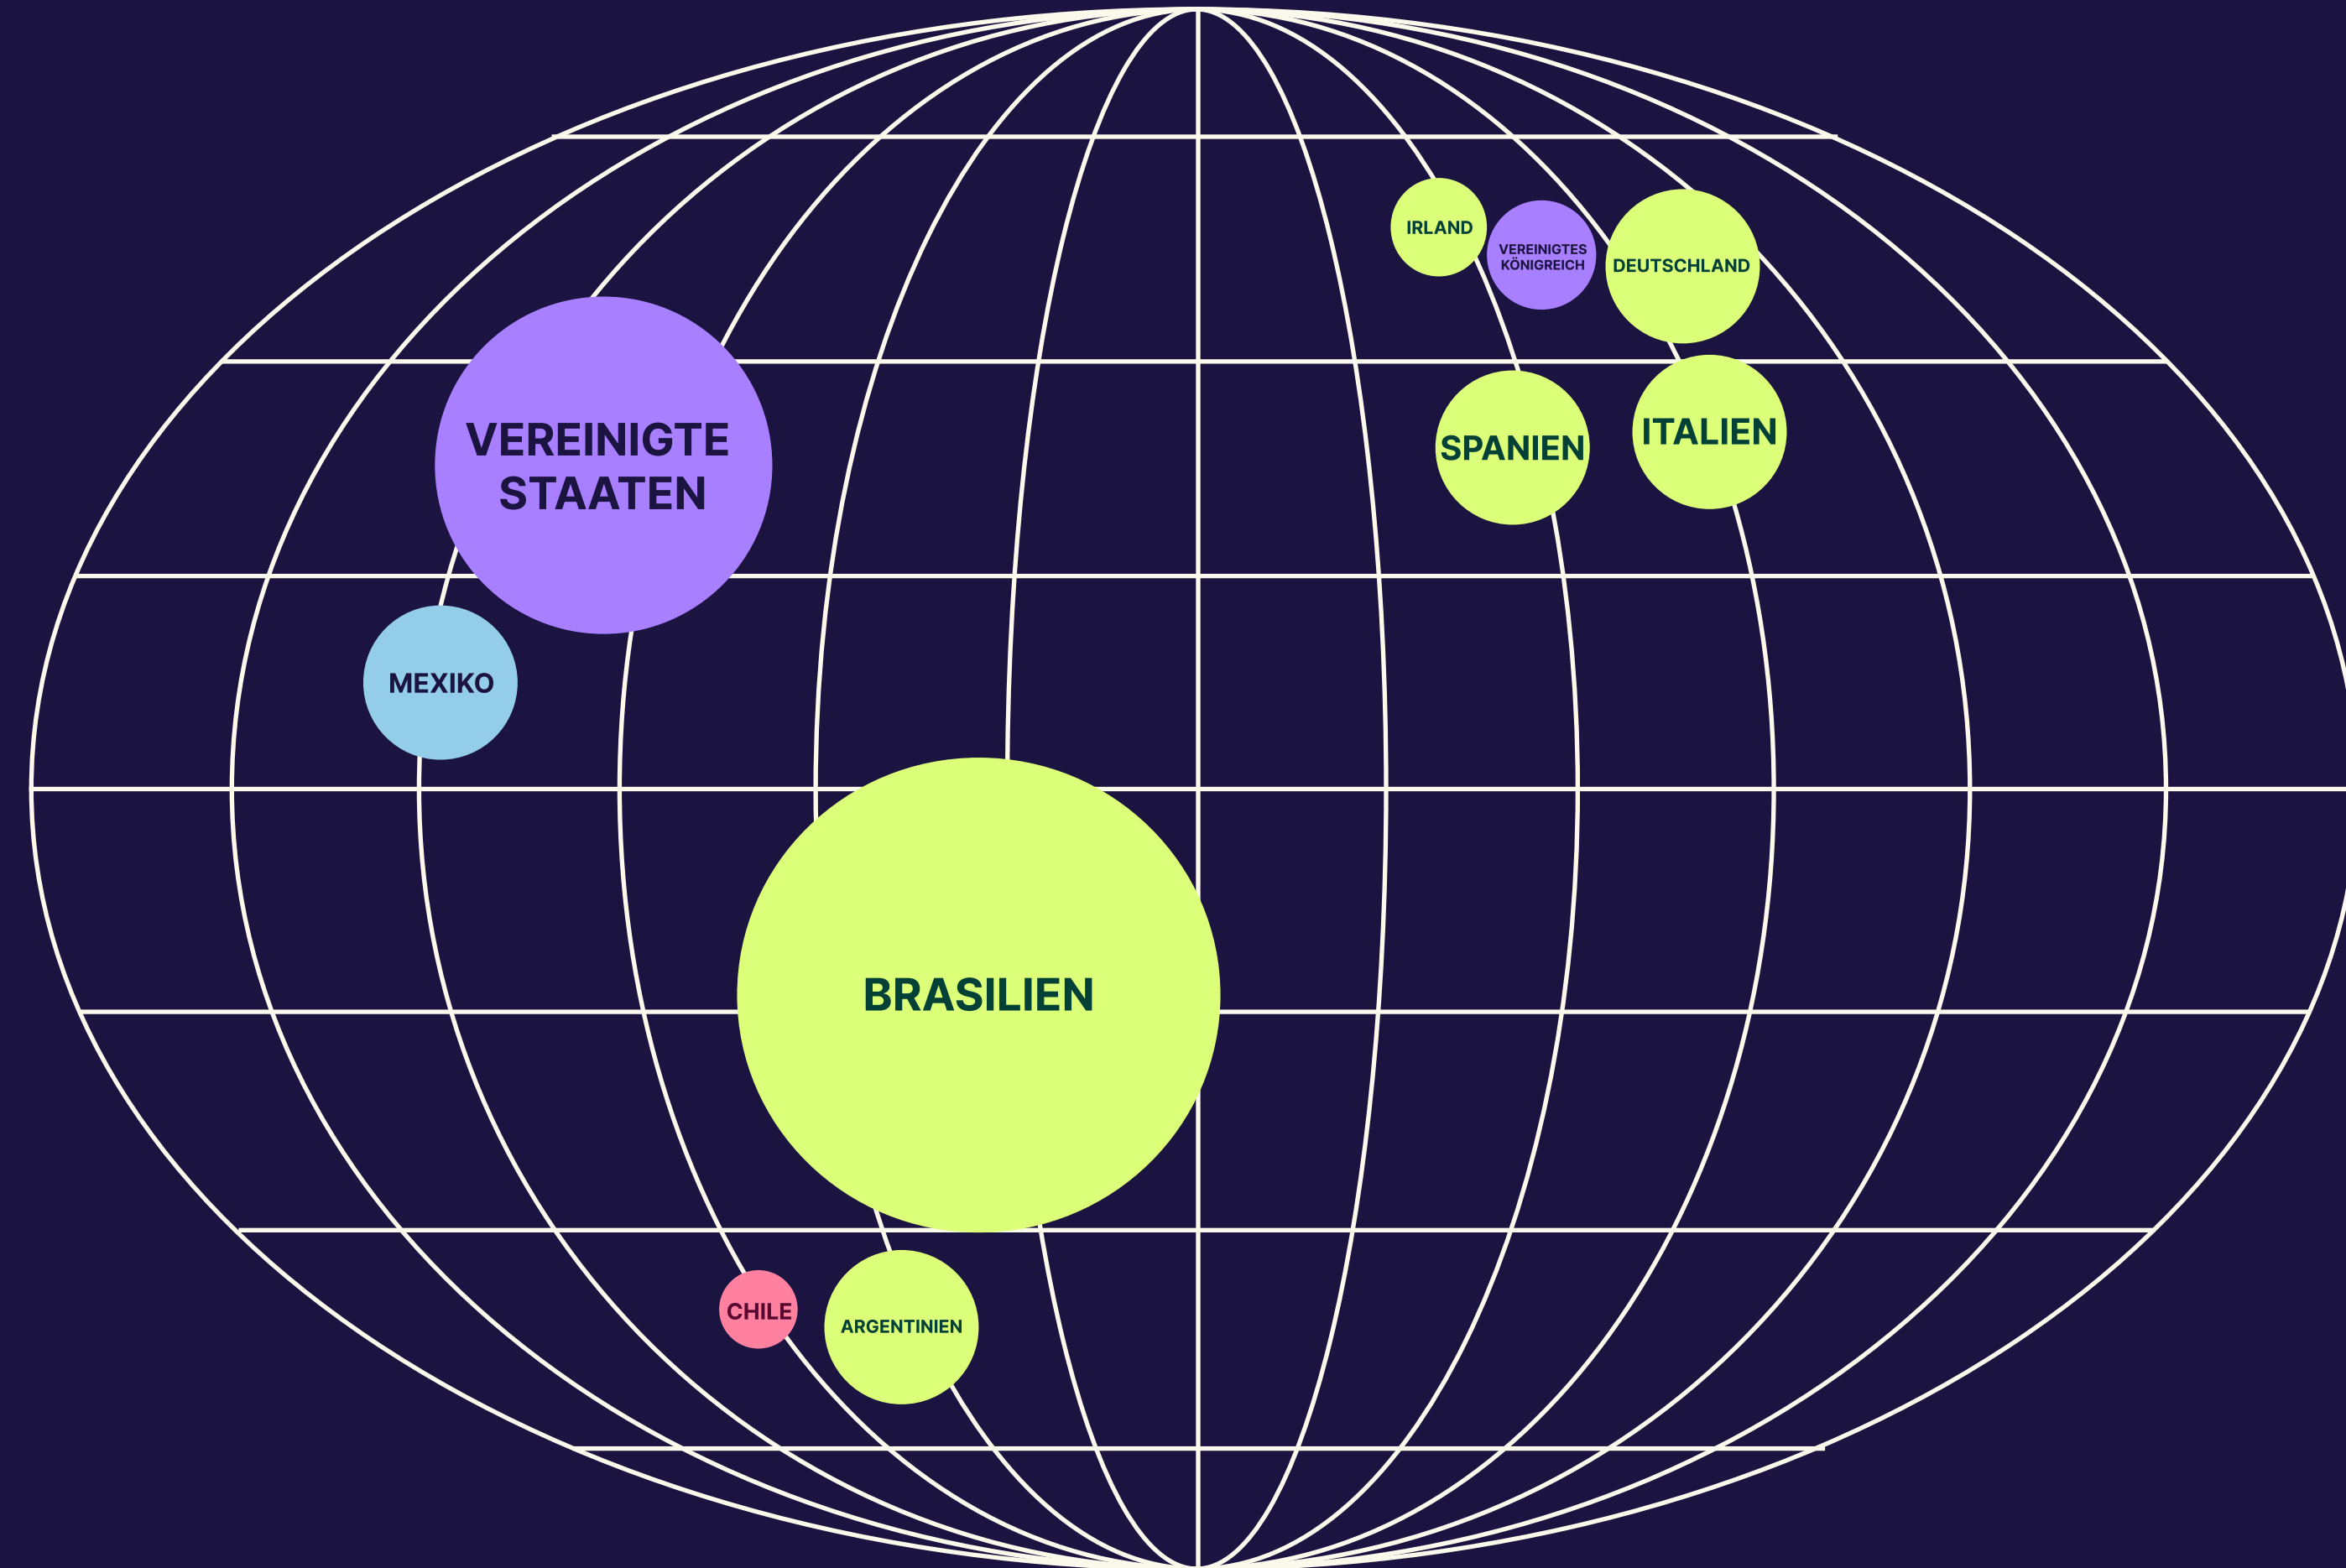 IRLAND
VEREINIGTES
KÖNIGREICH
DEUTSCHLAND
VEREINIGTE
STAATEN
SPANIEN
ITALIEN
MEXIKO
BRASILIEN
CHILE
ARGENTINIEN